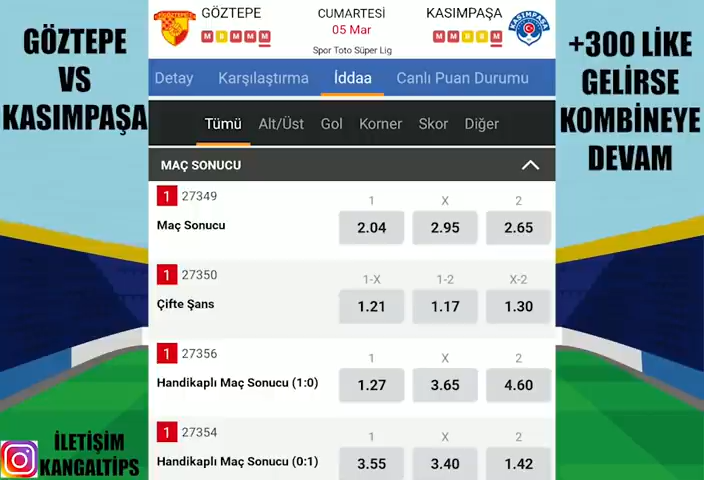 GÖZTEPE
VS
KASIMPAŞA
GÖZTEPE
M B M M M
CUMARTESİ
05 Mar
Spor Toto Süper Lig
KASIMPAŞA
M M B B M
KASIMPAŞA
+300 LİKE
GELİRSE
KOMBİNEYE
DEVAM
Detay Karşılaştırma İddaa Canlı Puan Durumu
Tümü Alt/Üst Gol Korner Skor Diğer
MAÇ SONUCU
1 27349 1 X 2
Maç Sonucu 2.04 2.95 2.65
1 27350 1-X 1-2 X-2
Çifte Şans 1.21 1.17 1.30
1 27356 1 X 2
Handikaplı Maç Sonucu (1:0) 1.27 3.65 4.60
1 27354 1 X 2
Handikaplı Maç Sonucu (0:1) 3.55 3.40 1.42
İLETİŞİM
KANGALTİPS